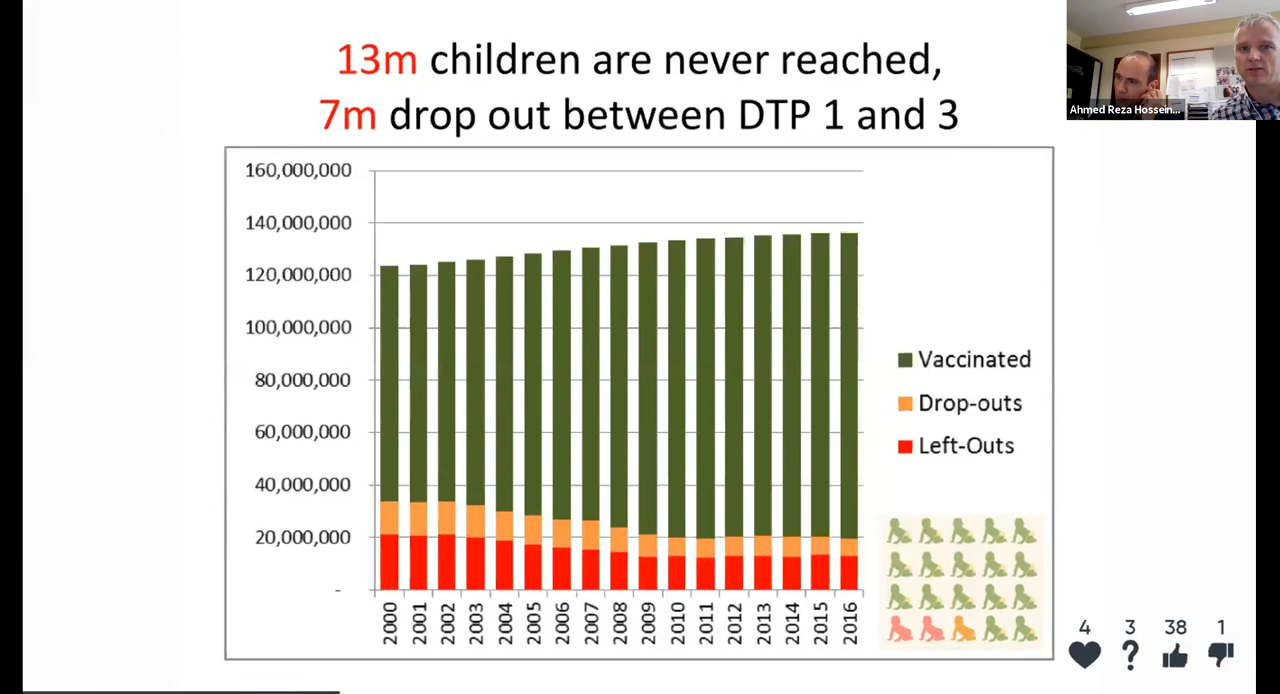 13m children are never reached,
7m drop out between DTP 1 and 3
Ahmed Reza Hossein...
160,000,000
140,000,000
120,000,000
100,000,000
80,000,000
60,000,000
40,000,000
20,000,000
-
2000 2001 2002 2003 2004 2005 2006 2007 2008 2009 2010 2011 2012 2013 2014 2015 2016
Vaccinated
Drop-outs
Left-Outs
4 3 38 1